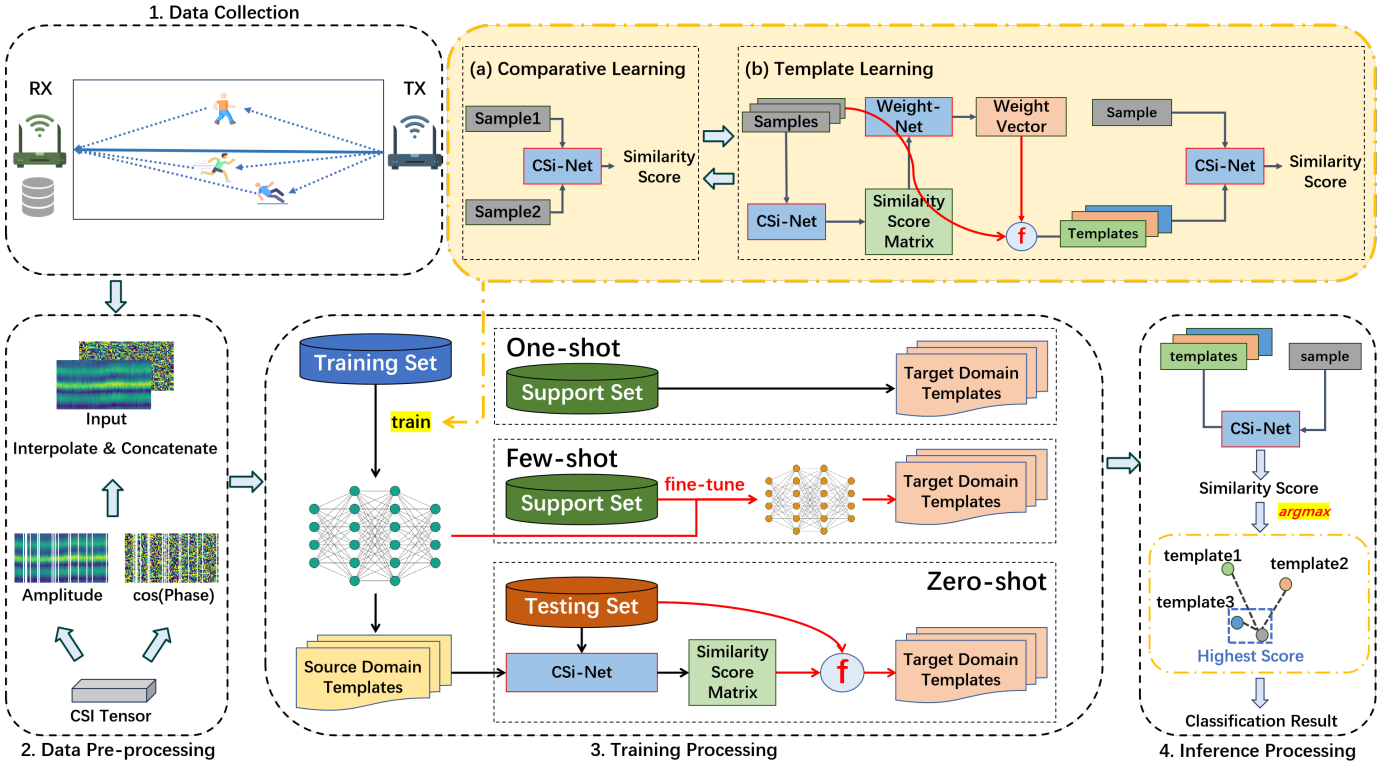 1. Data Collection
RX
TX
(a) Comparative Learning
Sample1
CSi-Net
Similarity
Score
Sample2
(b) Template Learning
Samples
Weight-
Net
Weight
Vector
Sample
CSi-Net
Similarity
Score
Matrix
f
Templates
CSi-Net
Similarity
Score
Input
Interpolate & Concatenate
Amplitude
cos(Phase)
CSI Tensor
2. Data Pre-processing
Training Set
train
Source Domain
Templates
One-shot
Support Set
Target Domain
Templates
Few-shot
Support Set
fine-tune
Target Domain
Templates
Zero-shot
Testing Set
CSi-Net
Similarity
Score
Matrix
f
Target Domain
Templates
3. Training Processing
templates
sample
CSi-Net
Similarity Score
argmax
template1
template2
template3
Highest Score
Classification Result
4. Inference Processing